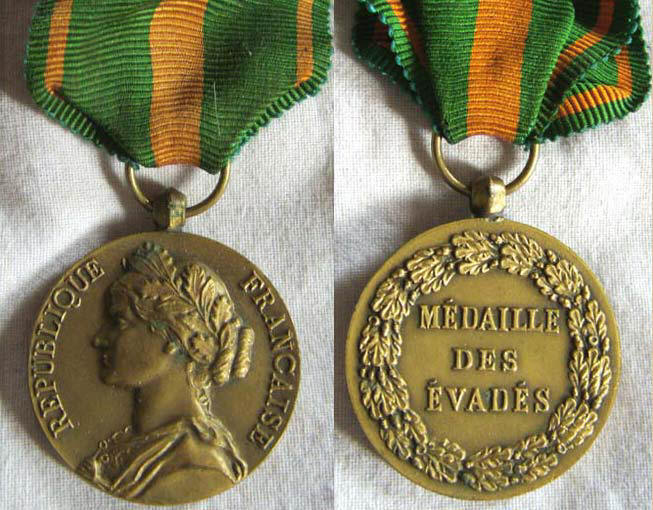 REPUBLIQUE FRANÇAISE
MÉDAILLE
DES
ÉVADÉS